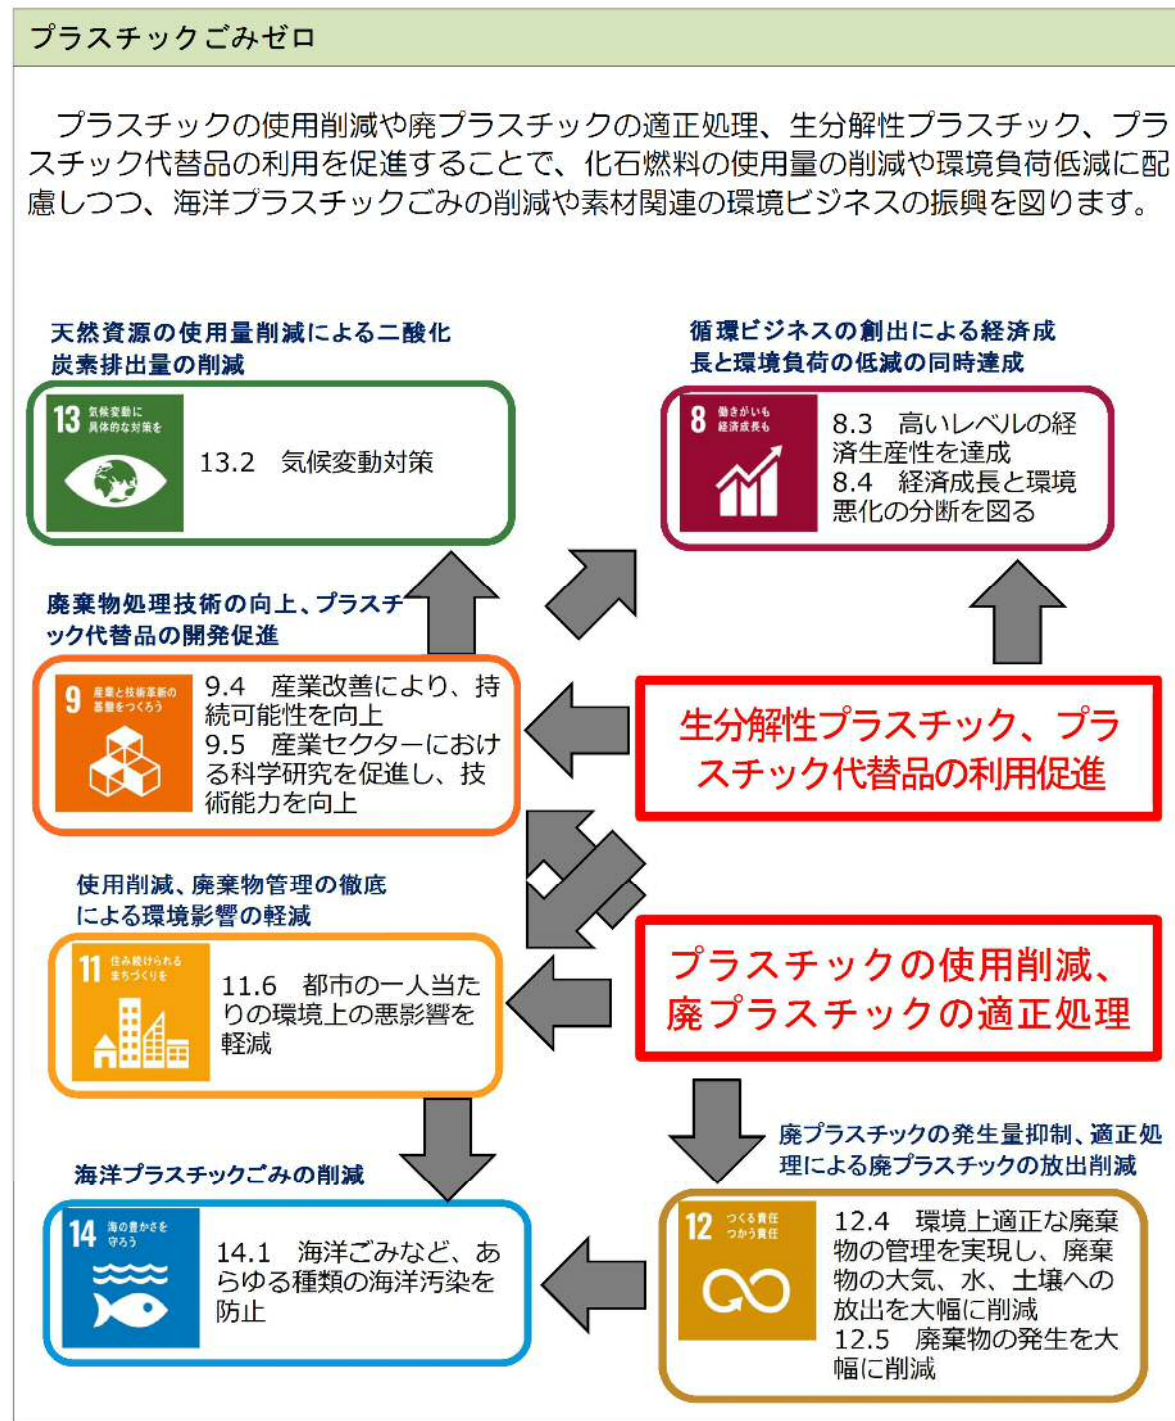 プラスチックごみゼロ
プラスチックの使用削減や廃プラスチックの適正処理、生分解性プラスチック、プラ
スチック代替品の利用を促進することで、化石燃料の使用量の削減や環境負荷低減に配
慮しつつ、海洋プラスチックごみの削減や素材関連の環境ビジネスの振興を図ります。
天然資源の使用量削減による二酸化
炭素排出量の削減
13 気候変動に
具体的な対策を
13.2 気候変動対策
循環ビジネスの創出による経済成
長と環境負荷の低減の同時達成
8 働きがいも
経済成長も
8.3 高いレベルの経
済生産性を達成
8.4 経済成長と環境
悪化の分断を図る
廃棄物処理技術の向上、プラスチ
ック代替品の開発促進
9 産業と技術革新の
基盤をつくろう
9.4 産業改善により、持
続可能性を向上
9.5 産業セクターにおけ
る科学研究を促進し、技
術能力を向上
生分解性プラスチック、プラ
スチック代替品の利用促進
使用削減、廃棄物管理の徹底
による環境影響の軽減
11 住み続けられる
まちづくりを
11.6 都市の一人当た
りの環境上の悪影響を
軽減
プラスチックの使用削減、
廃プラスチックの適正処理
海洋プラスチックごみの削減
14 海の豊かさを
守ろう
14.1 海洋ごみなど、あ
らゆる種類の海洋汚染を
防止
廃プラスチックの発生量抑制、適正処
理による廃プラスチックの放出削減
12 つくる責任
つかう責任
12.4 環境上適正な廃棄
物の管理を実現し、廃棄
物の大気、水、土壌への
放出を大幅に削減
12.5 廃棄物の発生を大
幅に削減